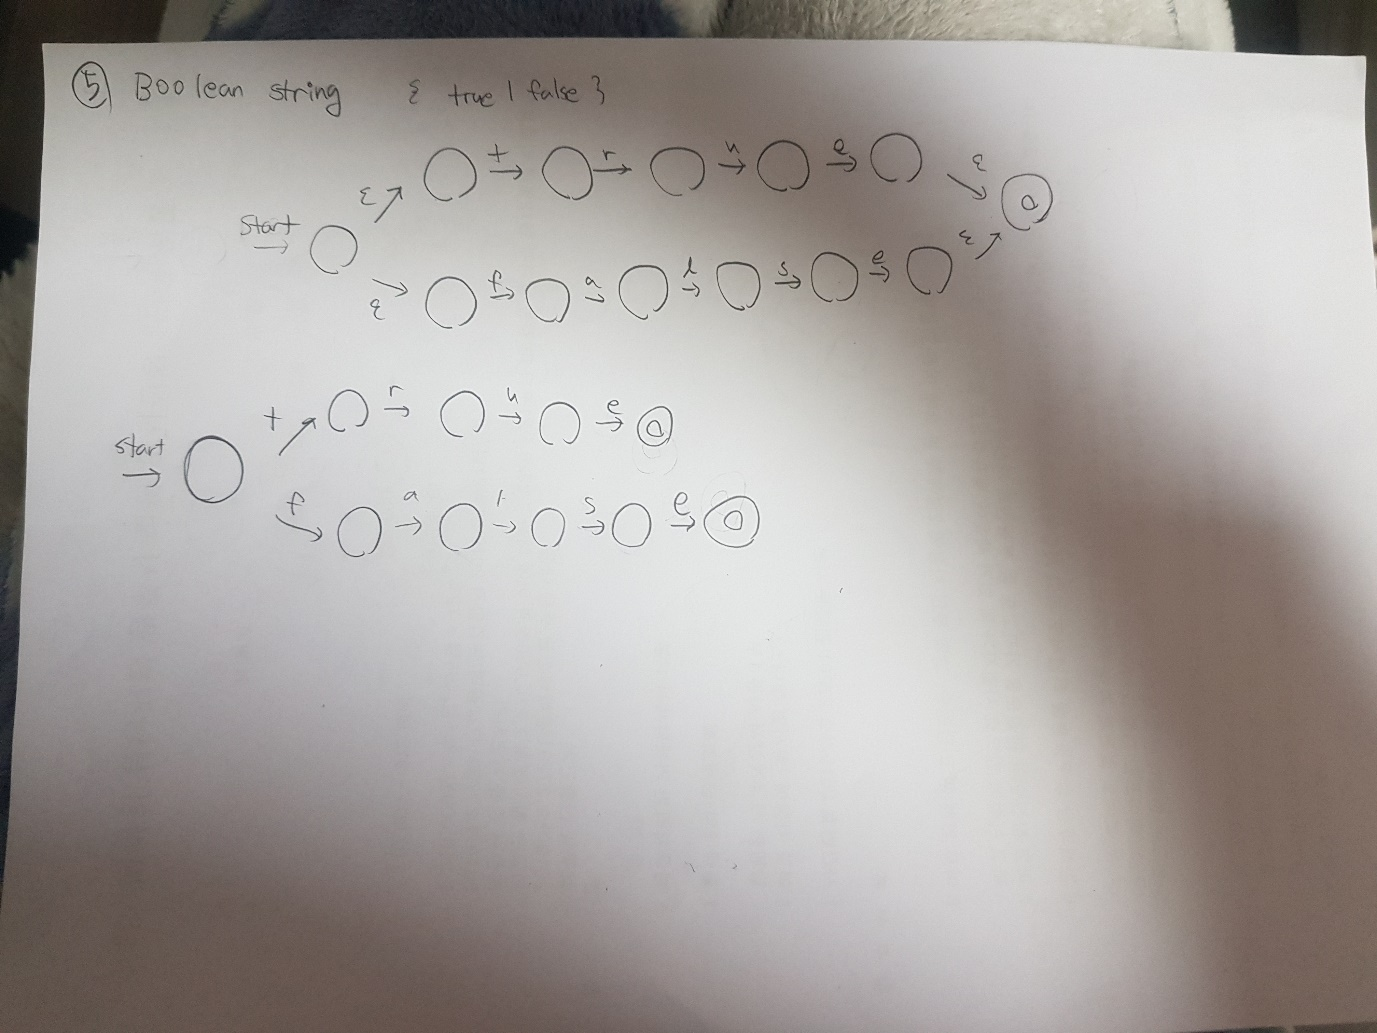 ⑤ Boolean string { true | false }
t r u e ε
ε
Start
ε
ε f a l s e
t r u e
start
f a l s e